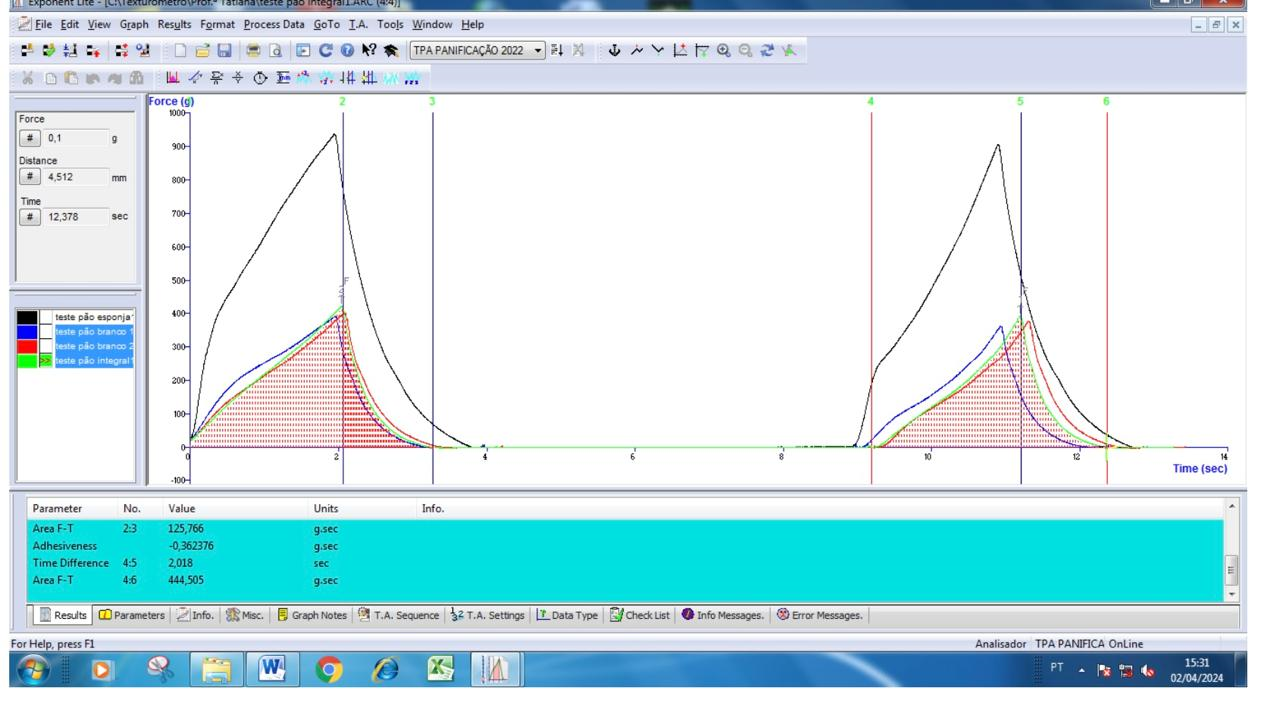 Exponent Lite - [C:\Texturometro\Prof.ª Tatiana\teste pão integral1.ARC (4:4)]
File Edit View Graph Results Format Process Data GoTo T.A. Tools Window Help
TPA PANIFICAÇÃO 2022
Force
# 0,1 g
Distance
# 4,512 mm
Time
# 12,378 sec
teste pão esponja1
teste pão branco 1
teste pão branco 2
>> teste pão integral1
Force (g)
2 3 4 5 6
1000
900
800
700
600
500
400
300
200
100
0
-100
0 2 4 6 8 10 12 14
Time (sec)
Parameter No. Value Units Info.
Area F-T 2:3 125,766 g.sec
Adhesiveness -0,362376 g.sec
Time Difference 4:5 2,018 sec
Area F-T 4:6 444,505 g.sec
Results Parameters Info. Misc. Graph Notes T.A. Sequence T.A. Settings Data Type Check List Info Messages. Error Messages.
For Help, press F1 Analisador TPA PANIFICA OnLine
PT 15:31
02/04/2024